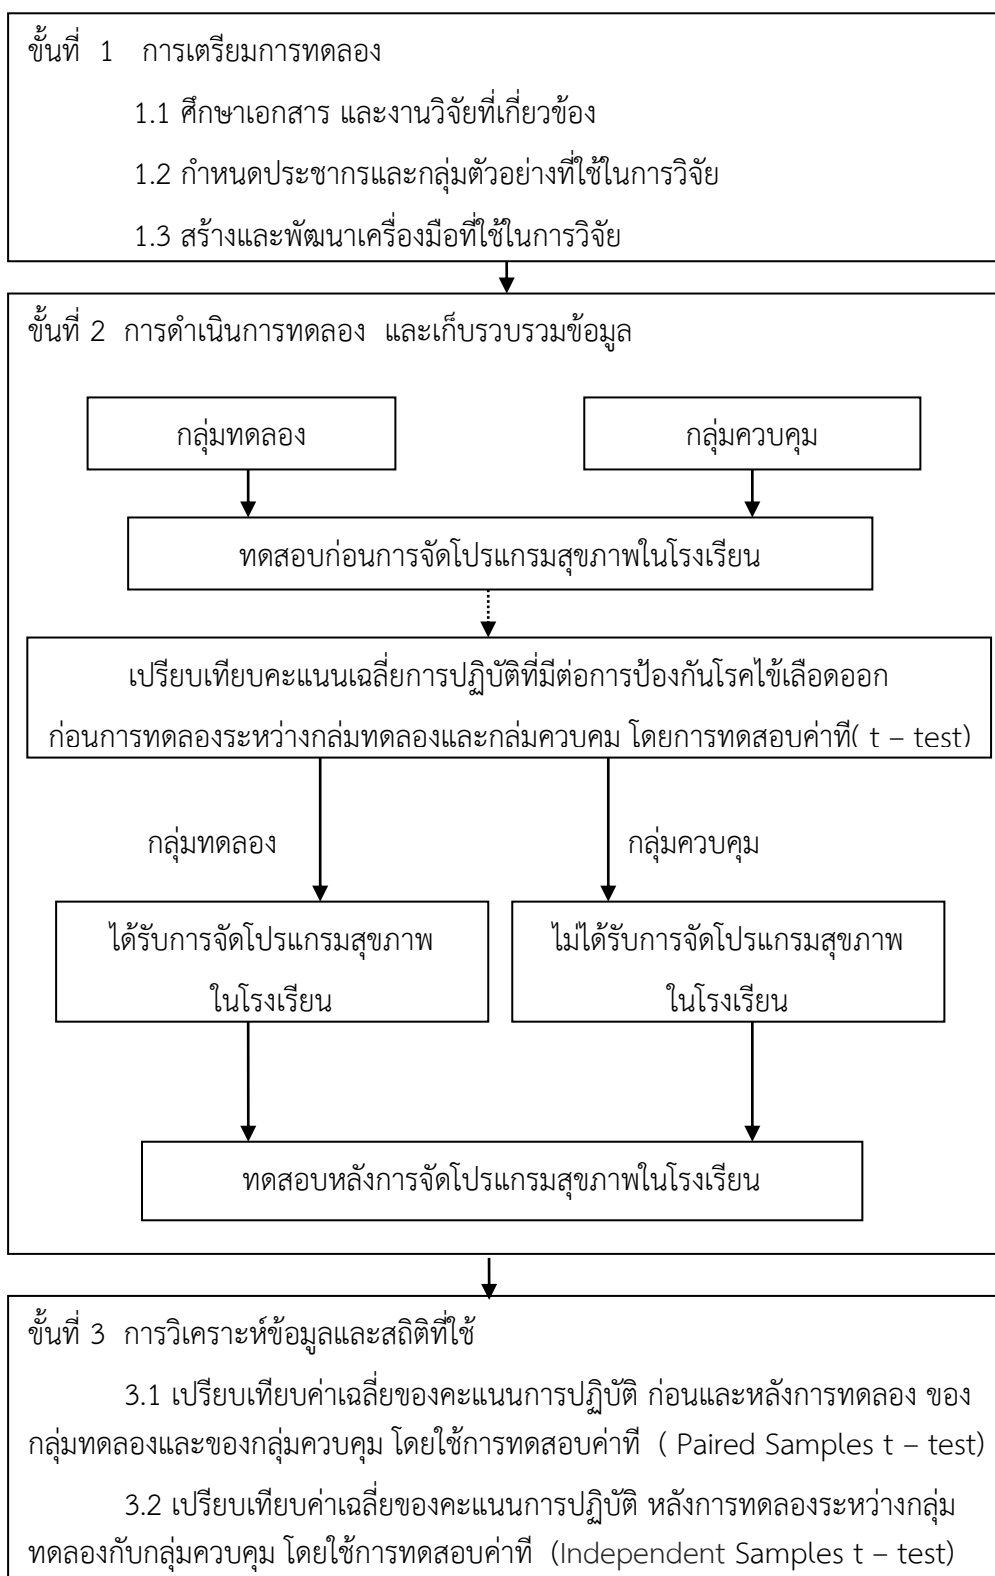 ขั้นที่ 1 การเตรียมการทดลอง
1.1 ศึกษาเอกสาร และงานวิจัยที่เกี่ยวข้อง
1.2 กำหนดประชากรและกลุ่มตัวอย่างที่ใช้ในการวิจัย
1.3 สร้างและพัฒนาเครื่องมือที่ใช้ในการวิจัย
ขั้นที่ 2 การดำเนินการทดลอง และเก็บรวบรวมข้อมูล
กลุ่มทดลอง
กลุ่มควบคุม
ทดสอบก่อนการจัดโปรแกรมสุขภาพในโรงเรียน
เปรียบเทียบคะแนนเฉลี่ยการปฏิบัติที่มีต่อการป้องกันโรคไข้เลือดออก
ก่อนการทดลองระหว่างกลุ่มทดลองและกลุ่มควบคุม โดยการทดสอบค่าที( t – test)
กลุ่มทดลอง
กลุ่มควบคุม
ได้รับการจัดโปรแกรมสุขภาพ
ในโรงเรียน
ไม่ได้รับการจัดโปรแกรมสุขภาพ
ในโรงเรียน
ทดสอบหลังการจัดโปรแกรมสุขภาพในโรงเรียน
ขั้นที่ 3 การวิเคราะห์ข้อมูลและสถิติที่ใช้
3.1 เปรียบเทียบค่าเฉลี่ยของคะแนนการปฏิบัติ ก่อนและหลังการทดลอง ของ
กลุ่มทดลองและของกลุ่มควบคุม โดยใช้การทดสอบค่าที ( Paired Samples t – test)
3.2 เปรียบเทียบค่าเฉลี่ยของคะแนนการปฏิบัติ หลังการทดลองระหว่างกลุ่ม
ทดลองกับกลุ่มควบคุม โดยใช้การทดสอบค่าที (Independent Samples t – test)